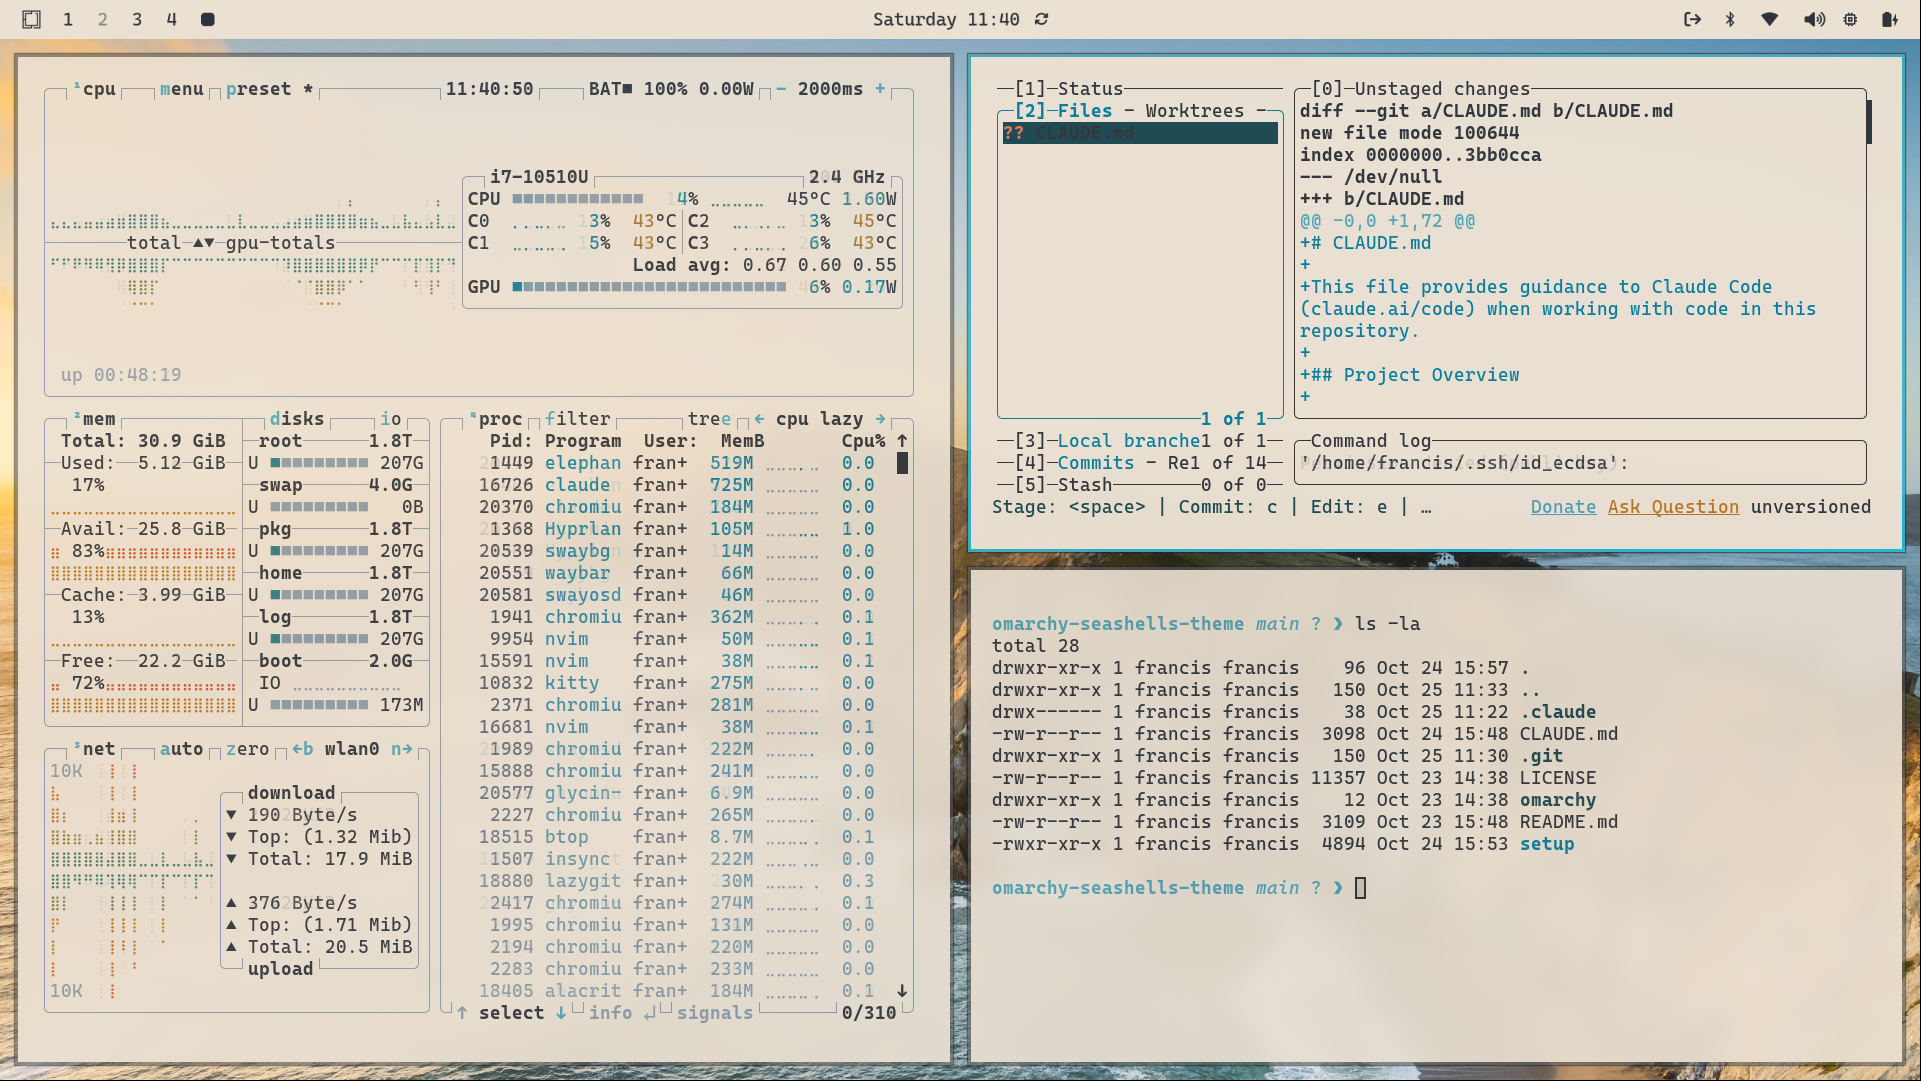 1 2 3 4
Saturday 11:40
¹cpu menu preset * 11:40:50 BAT■ 100% 0.00W - 2000ms +
i7-10510U 2.4 GHz
CPU 14% 45°C 1.60W
C0 13% 43°C C2 13% 45°C
C1 15% 43°C C3 26% 43°C
Load avg: 0.67 0.60 0.55
GPU 46% 0.17W
total ▲▼ gpu-totals
up 00:48:19
²mem
Total: 30.9 GiB
Used: 5.12 GiB
17%
Avail: 25.8 GiB
83%
Cache: 3.99 GiB
13%
Free: 22.2 GiB
72%
disks io
root 1.8T
U 207G
swap 4.0G
U 0B
pkg 1.8T
U 207G
home 1.8T
U 207G
log 1.8T
U 207G
boot 2.0G
IO
U 173M
³net auto zero ←b wlan0 n→
10K
download
▼ 190 Byte/s
▼ Top: (1.32 Mib)
▼ Total: 17.9 MiB
▲ 376 Byte/s
▲ Top: (1.71 Mib)
▲ Total: 20.5 MiB
upload
10K
⁴proc filter tree ← cpu lazy →
Pid: Program User: MemB Cpu% ↑
1449 elephan fran+ 519M 0.0
16726 claude fran+ 725M 0.0
20370 chromiu fran+ 184M 0.0
1368 Hyprlan fran+ 105M 1.0
20539 swaybg fran+ 14M 0.0
20551 waybar fran+ 66M 0.0
20581 swayosd fran+ 46M 0.0
1941 chromiu fran+ 362M 0.1
9954 nvim fran+ 50M 0.1
15591 nvim fran+ 38M 0.1
10832 kitty fran+ 275M 0.0
2371 chromiu fran+ 281M 0.0
16681 nvim fran+ 38M 0.1
1989 chromiu fran+ 222M 0.0
15888 chromiu fran+ 241M 0.0
20577 glycin- fran+ 6.9M 0.0
2227 chromiu fran+ 265M 0.0
18515 btop fran+ 8.7M 0.1
1507 insync fran+ 222M 0.0
18880 lazygit fran+ 30M 0.3
2417 chromiu fran+ 274M 0.1
1995 chromiu fran+ 131M 0.0
2194 chromiu fran+ 220M 0.0
2283 chromiu fran+ 233M 0.0
18405 alacrit fran+ 184M 0.1 ↓
↑ select ↓ info ↲ signals 0/310
[1]─Status
[2]─Files - Worktrees -
?? CLAUDE.md
1 of 1
[3]─Local branche1 of 1
[4]─Commits - Re1 of 14
[5]─Stash 0 of 0
[0]─Unstaged changes
diff --git a/CLAUDE.md b/CLAUDE.md
new file mode 100644
index 0000000..3bb0cca
--- /dev/null
+++ b/CLAUDE.md
@@ -0,0 +1,72 @@
+# CLAUDE.md
+
+This file provides guidance to Claude Code
(claude.ai/code) when working with code in this
repository.
+
+## Project Overview
+
Command log
'/home/francis/.ssh/id_ecdsa':
Stage: <space> | Commit: c | Edit: e | … Donate Ask Question unversioned
omarchy-seashells-theme main ? ❯ ls -la
total 28
drwxr-xr-x 1 francis francis 96 Oct 24 15:57 .
drwxr-xr-x 1 francis francis 150 Oct 25 11:33 ..
drwx------ 1 francis francis 38 Oct 25 11:22 .claude
-rw-r--r-- 1 francis francis 3098 Oct 24 15:48 CLAUDE.md
drwxr-xr-x 1 francis francis 150 Oct 25 11:30 .git
-rw-r--r-- 1 francis francis 11357 Oct 23 14:38 LICENSE
drwxr-xr-x 1 francis francis 12 Oct 23 14:38 omarchy
-rw-r--r-- 1 francis francis 3109 Oct 23 15:48 README.md
-rwxr-xr-x 1 francis francis 4894 Oct 24 15:53 setup
omarchy-seashells-theme main ? ❯